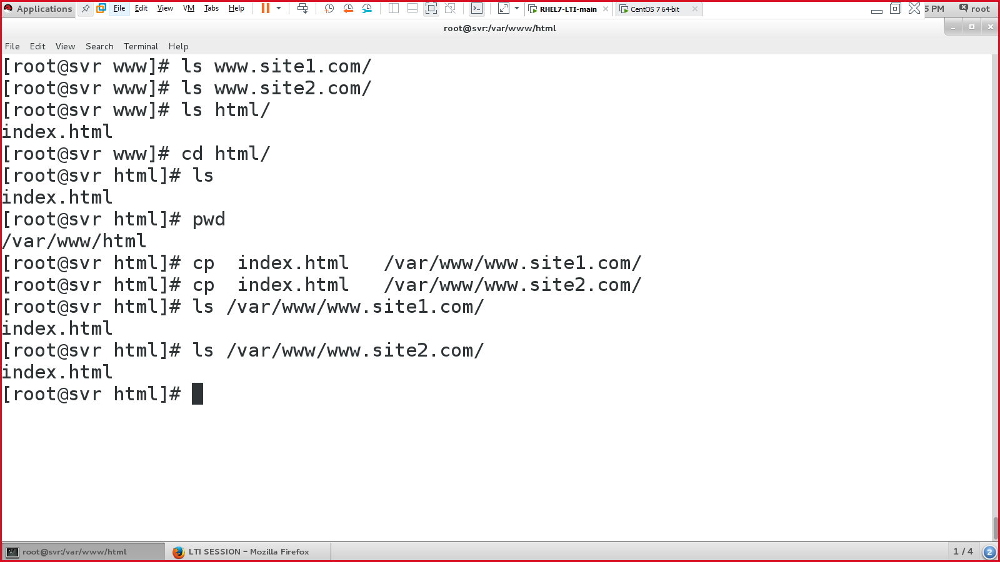 Applications File Edit View VM Tabs Help RHEL7-LTI-main CentOS 7 64-bit 5 PM root
root@svr:/var/www/html
File Edit View Search Terminal Help
[root@svr www]# ls www.site1.com/
[root@svr www]# ls www.site2.com/
[root@svr www]# ls html/
index.html
[root@svr www]# cd html/
[root@svr html]# ls
index.html
[root@svr html]# pwd
/var/www/html
[root@svr html]# cp  index.html   /var/www/www.site1.com/
[root@svr html]# cp  index.html   /var/www/www.site2.com/
[root@svr html]# ls /var/www/www.site1.com/
index.html
[root@svr html]# ls /var/www/www.site2.com/
index.html
[root@svr html]#
root@svr:/var/www/html LTI SESSION - Mozilla Firefox 1 / 4 2